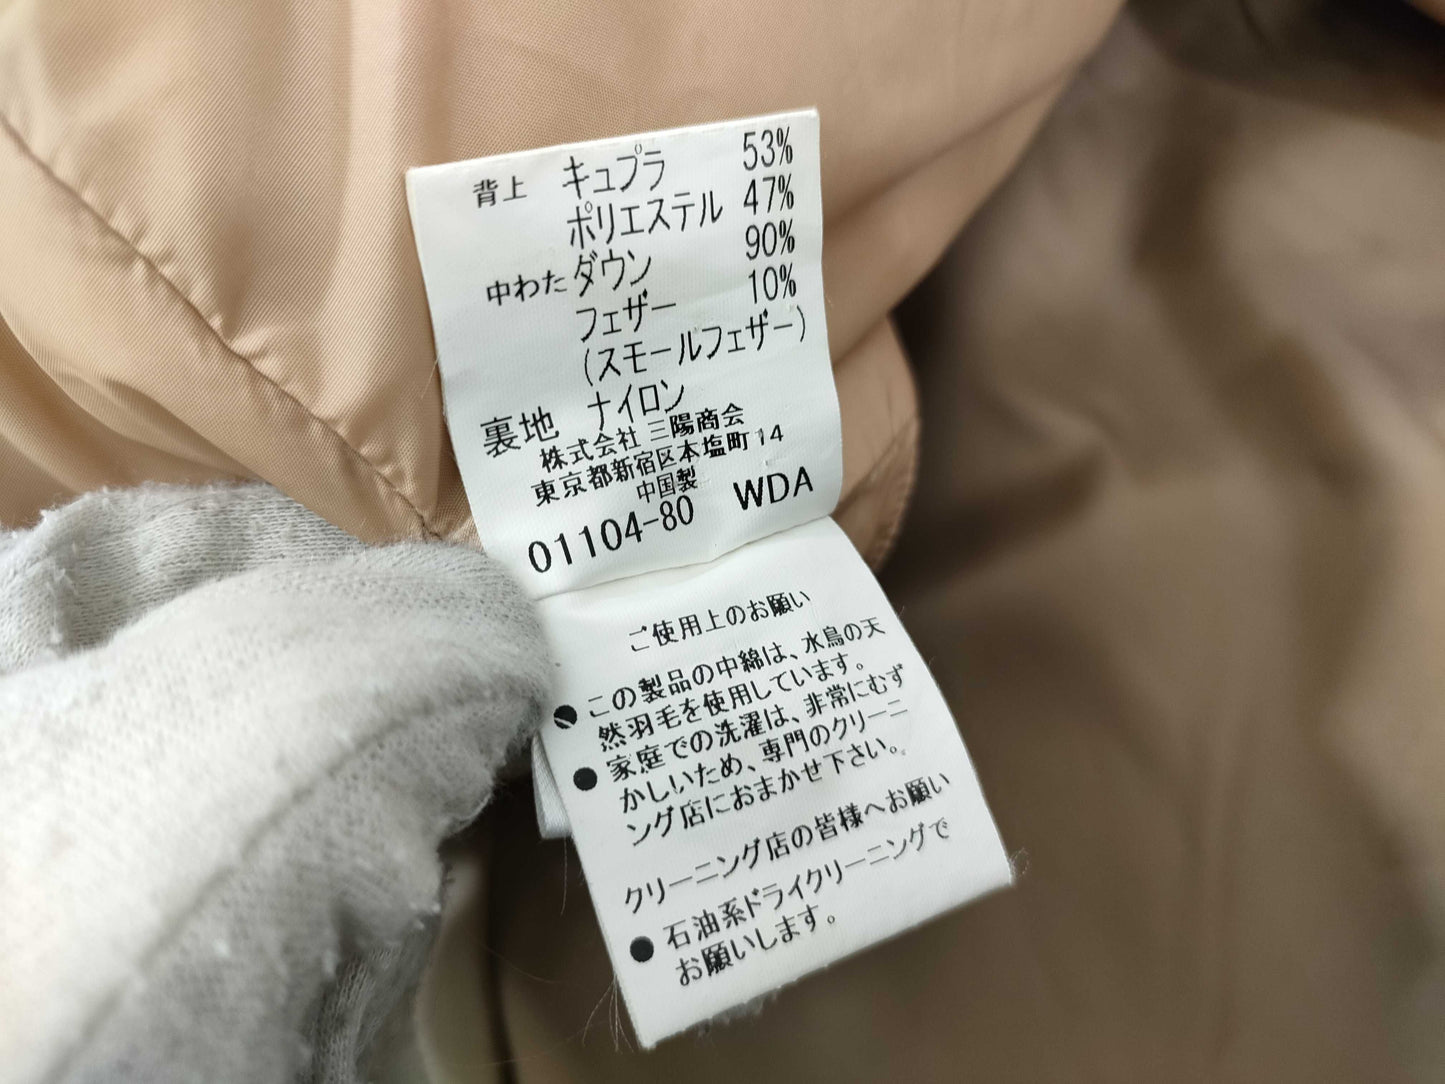 背上 キュプラ 53%
ポリエステル 47%
中わた ダウン 90%
フェザー 10%
(スモールフェザー)
裏地 ナイロン
株式会社 三陽商会
東京都新宿区本塩町14
中国製
01104-80 WDA
ご使用上のお願い
● この製品の中綿は、水鳥の天
然羽毛を使用しています。
● 家庭での洗濯は、非常にむず
かしいため、専門のクリーニ
ング店におまかせ下さい。
クリーニング店の皆様へお願い
● 石油系ドライクリーニングで
お願いします。